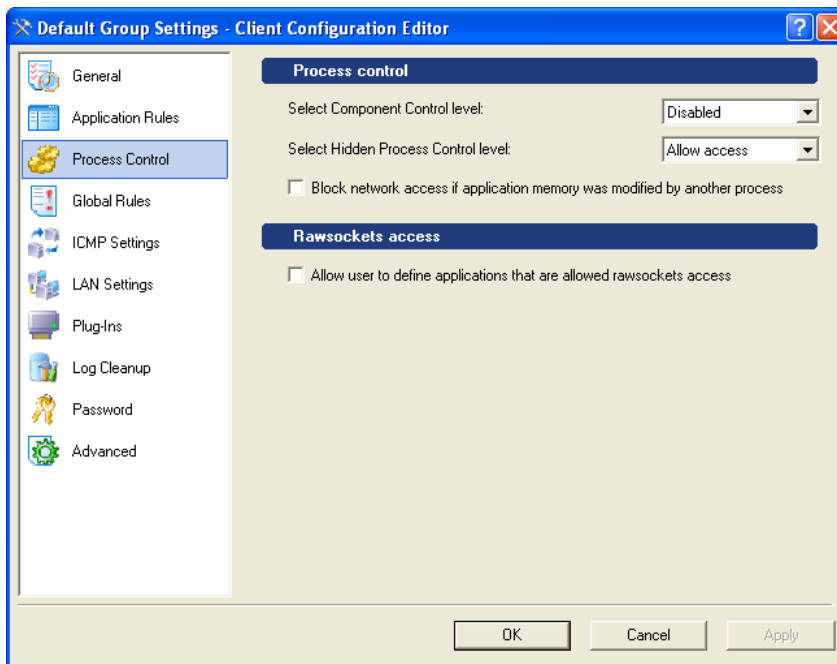 Default Group Settings - Client Configuration Editor
General
Application Rules
Process Control
Global Rules
ICMP Settings
LAN Settings
Plug-Ins
Log Cleanup
Password
Advanced
Process control
Select Component Control level: Disabled
Select Hidden Process Control level: Allow access
Block network access if application memory was modified by another process
Rawsockets access
Allow user to define applications that are allowed rawsockets access
OK Cancel Apply